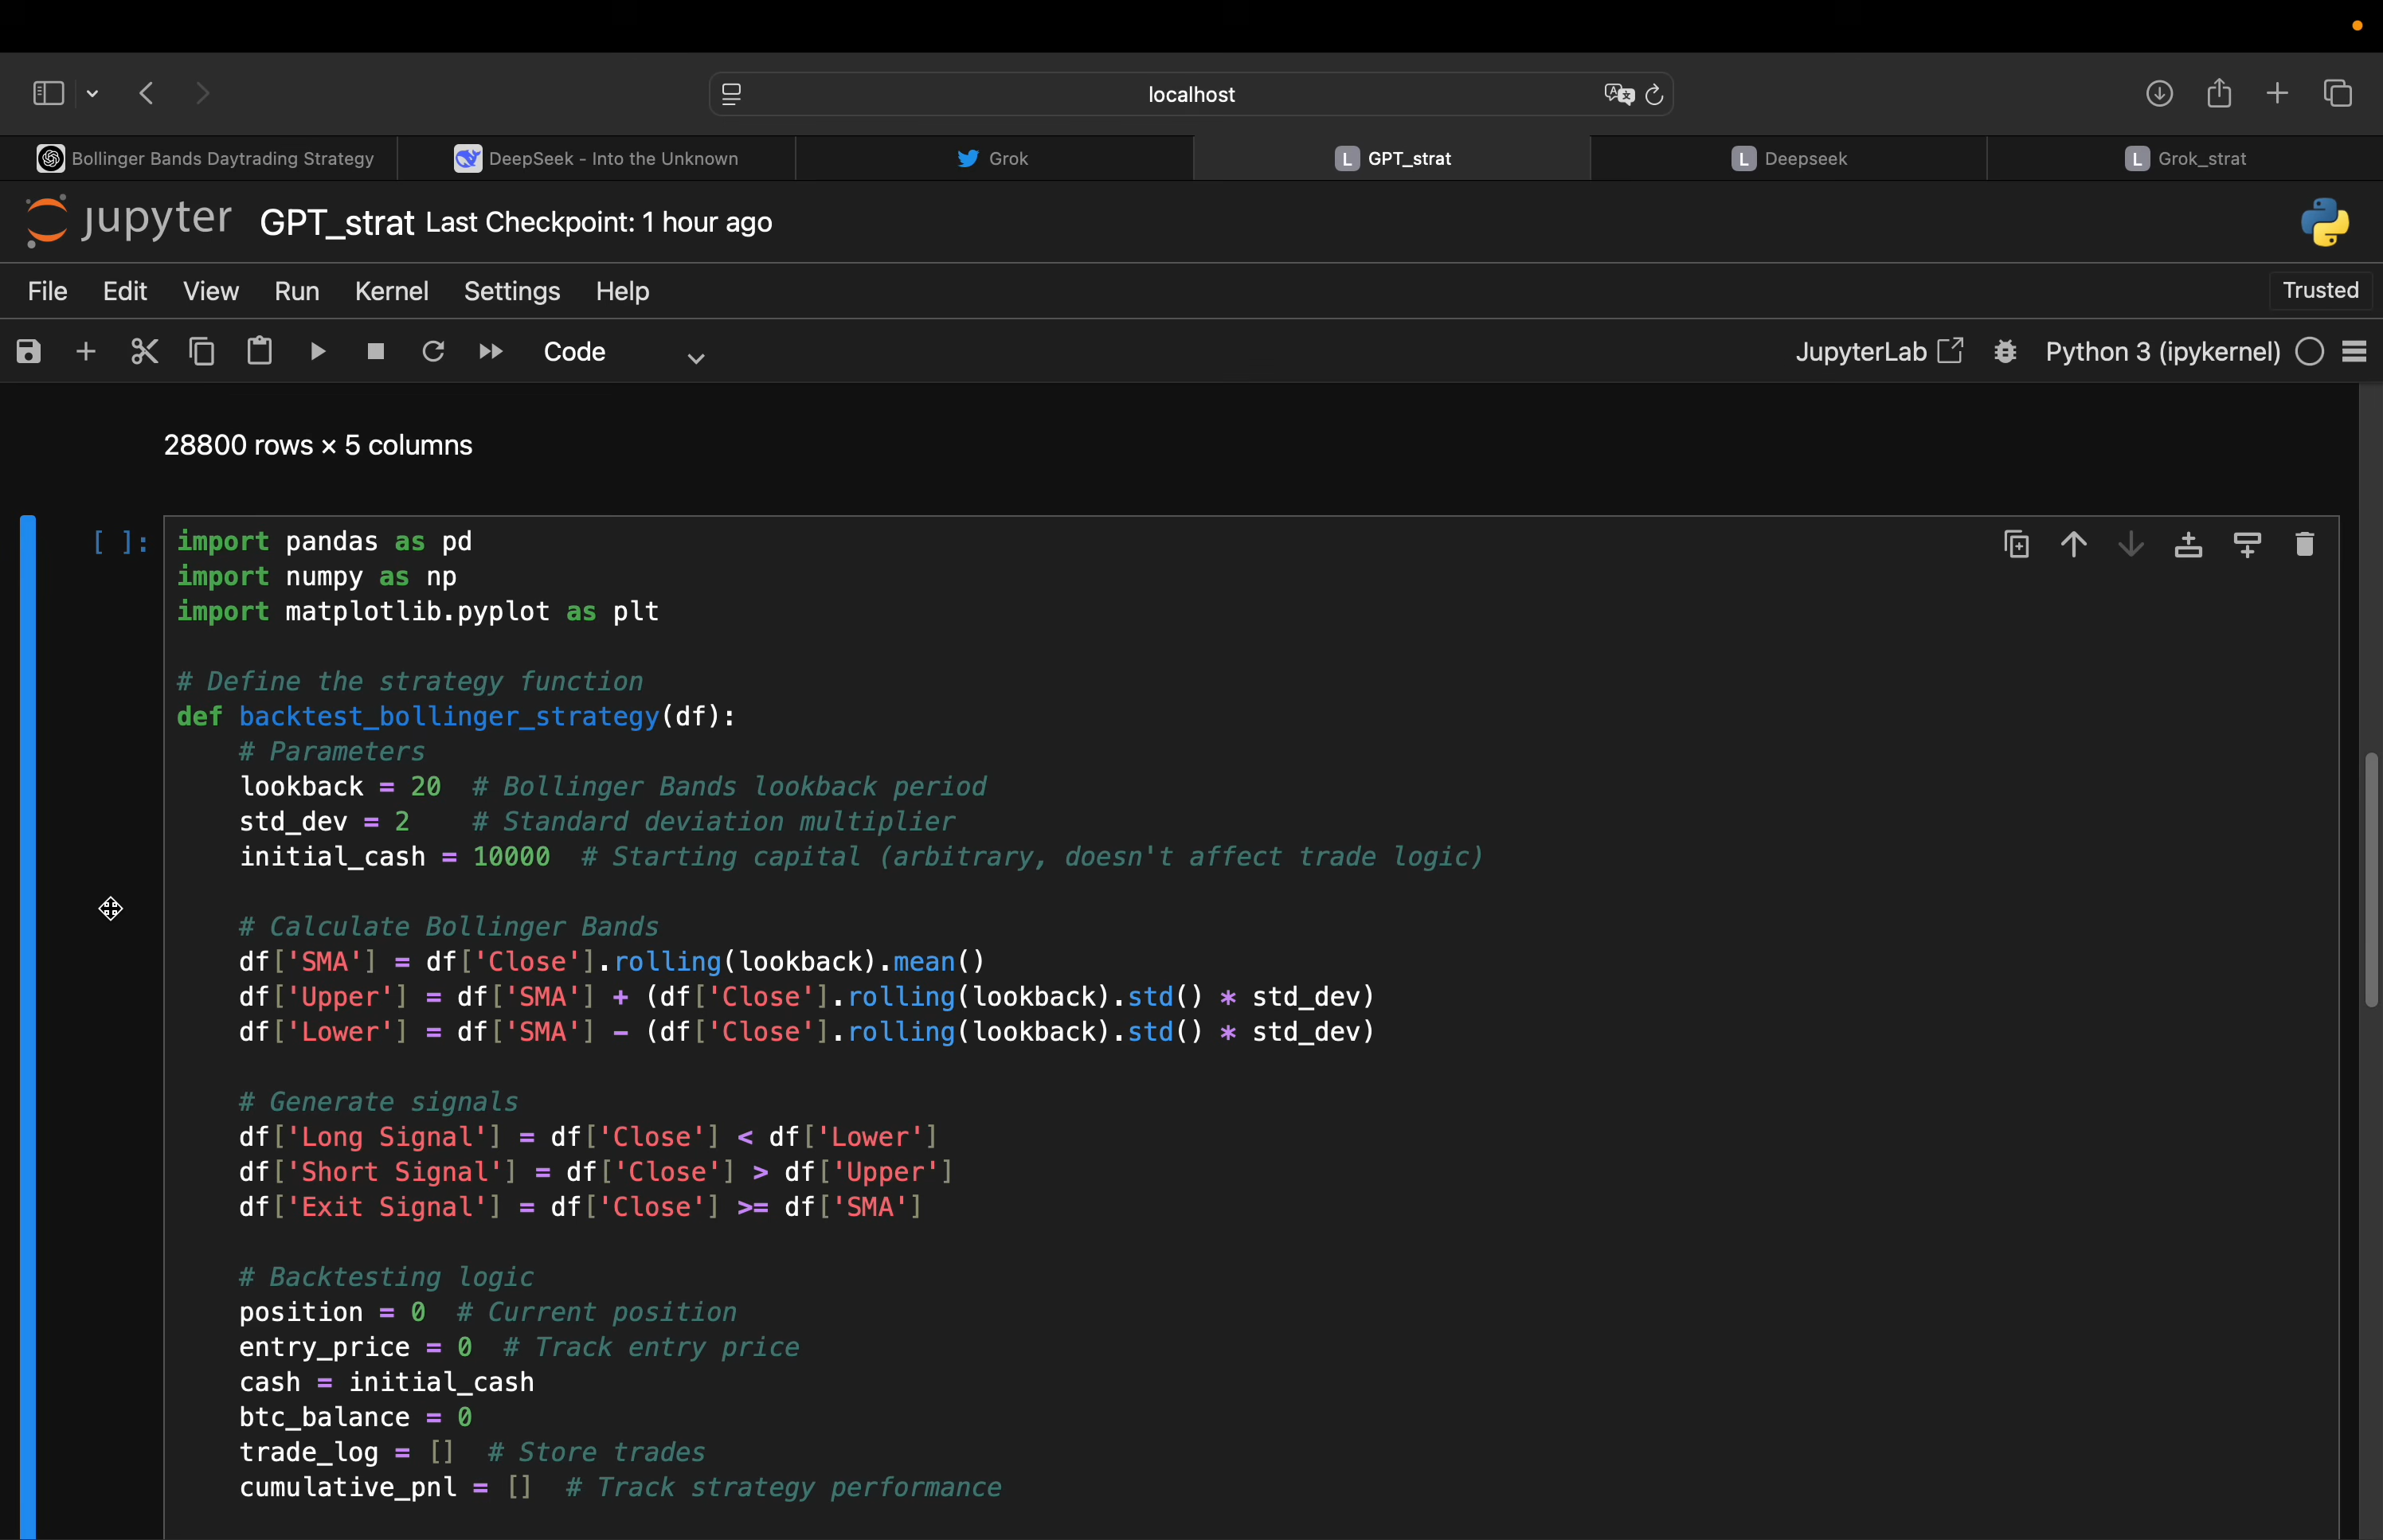 localhost
Bollinger Bands Daytrading Strategy
DeepSeek - Into the Unknown
Grok
L GPT_strat
L Deepseek
L Grok_strat
jupyter GPT_strat Last Checkpoint: 1 hour ago
File Edit View Run Kernel Settings Help
Trusted
Code
JupyterLab
Python 3 (ipykernel)
28800 rows × 5 columns
[ ]:
import pandas as pd
import numpy as np
import matplotlib.pyplot as plt
# Define the strategy function
def backtest_bollinger_strategy(df):
# Parameters
lookback = 20 # Bollinger Bands lookback period
std_dev = 2 # Standard deviation multiplier
initial_cash = 10000 # Starting capital (arbitrary, doesn't affect trade logic)
# Calculate Bollinger Bands
df['SMA'] = df['Close'].rolling(lookback).mean()
df['Upper'] = df['SMA'] + (df['Close'].rolling(lookback).std() * std_dev)
df['Lower'] = df['SMA'] - (df['Close'].rolling(lookback).std() * std_dev)
# Generate signals
df['Long Signal'] = df['Close'] < df['Lower']
df['Short Signal'] = df['Close'] > df['Upper']
df['Exit Signal'] = df['Close'] >= df['SMA']
# Backtesting logic
position = 0 # Current position
entry_price = 0 # Track entry price
cash = initial_cash
btc_balance = 0
trade_log = [] # Store trades
cumulative_pnl = [] # Track strategy performance